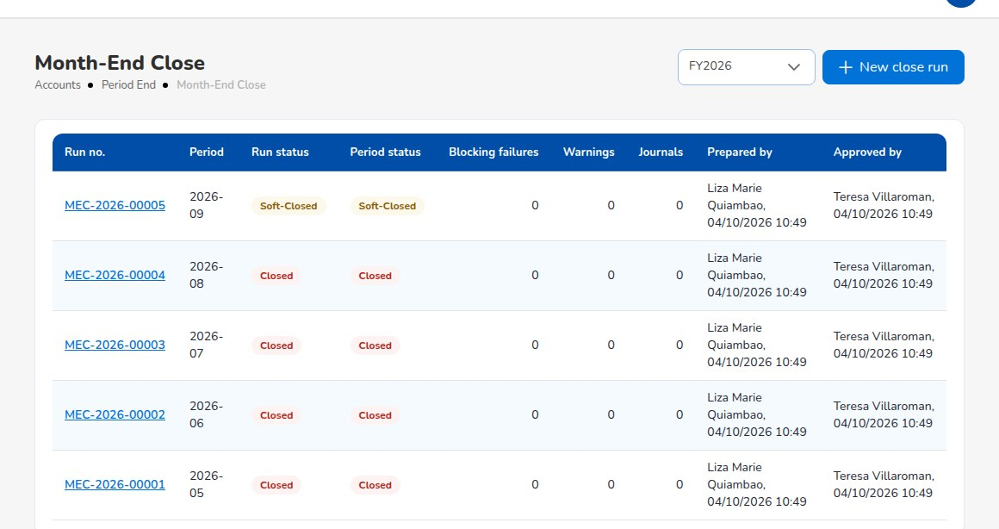 Month-End Close
Accounts • Period End • Month-End Close
FY2026
+ New close run
Run no. Period Run status Period status Blocking failures Warnings Journals Prepared by Approved by
MEC-2026-00005 2026-09 Soft-Closed Soft-Closed 0 0 0 Liza Marie Quiambao, 04/10/2026 10:49 Teresa Villaroman, 04/10/2026 10:49
MEC-2026-00004 2026-08 Closed Closed 0 0 0 Liza Marie Quiambao, 04/10/2026 10:49 Teresa Villaroman, 04/10/2026 10:49
MEC-2026-00003 2026-07 Closed Closed 0 0 0 Liza Marie Quiambao, 04/10/2026 10:49 Teresa Villaroman, 04/10/2026 10:49
MEC-2026-00002 2026-06 Closed Closed 0 0 0 Liza Marie Quiambao, 04/10/2026 10:49 Teresa Villaroman, 04/10/2026 10:49
MEC-2026-00001 2026-05 Closed Closed 0 0 0 Liza Marie Quiambao, 04/10/2026 10:49 Teresa Villaroman, 04/10/2026 10:49